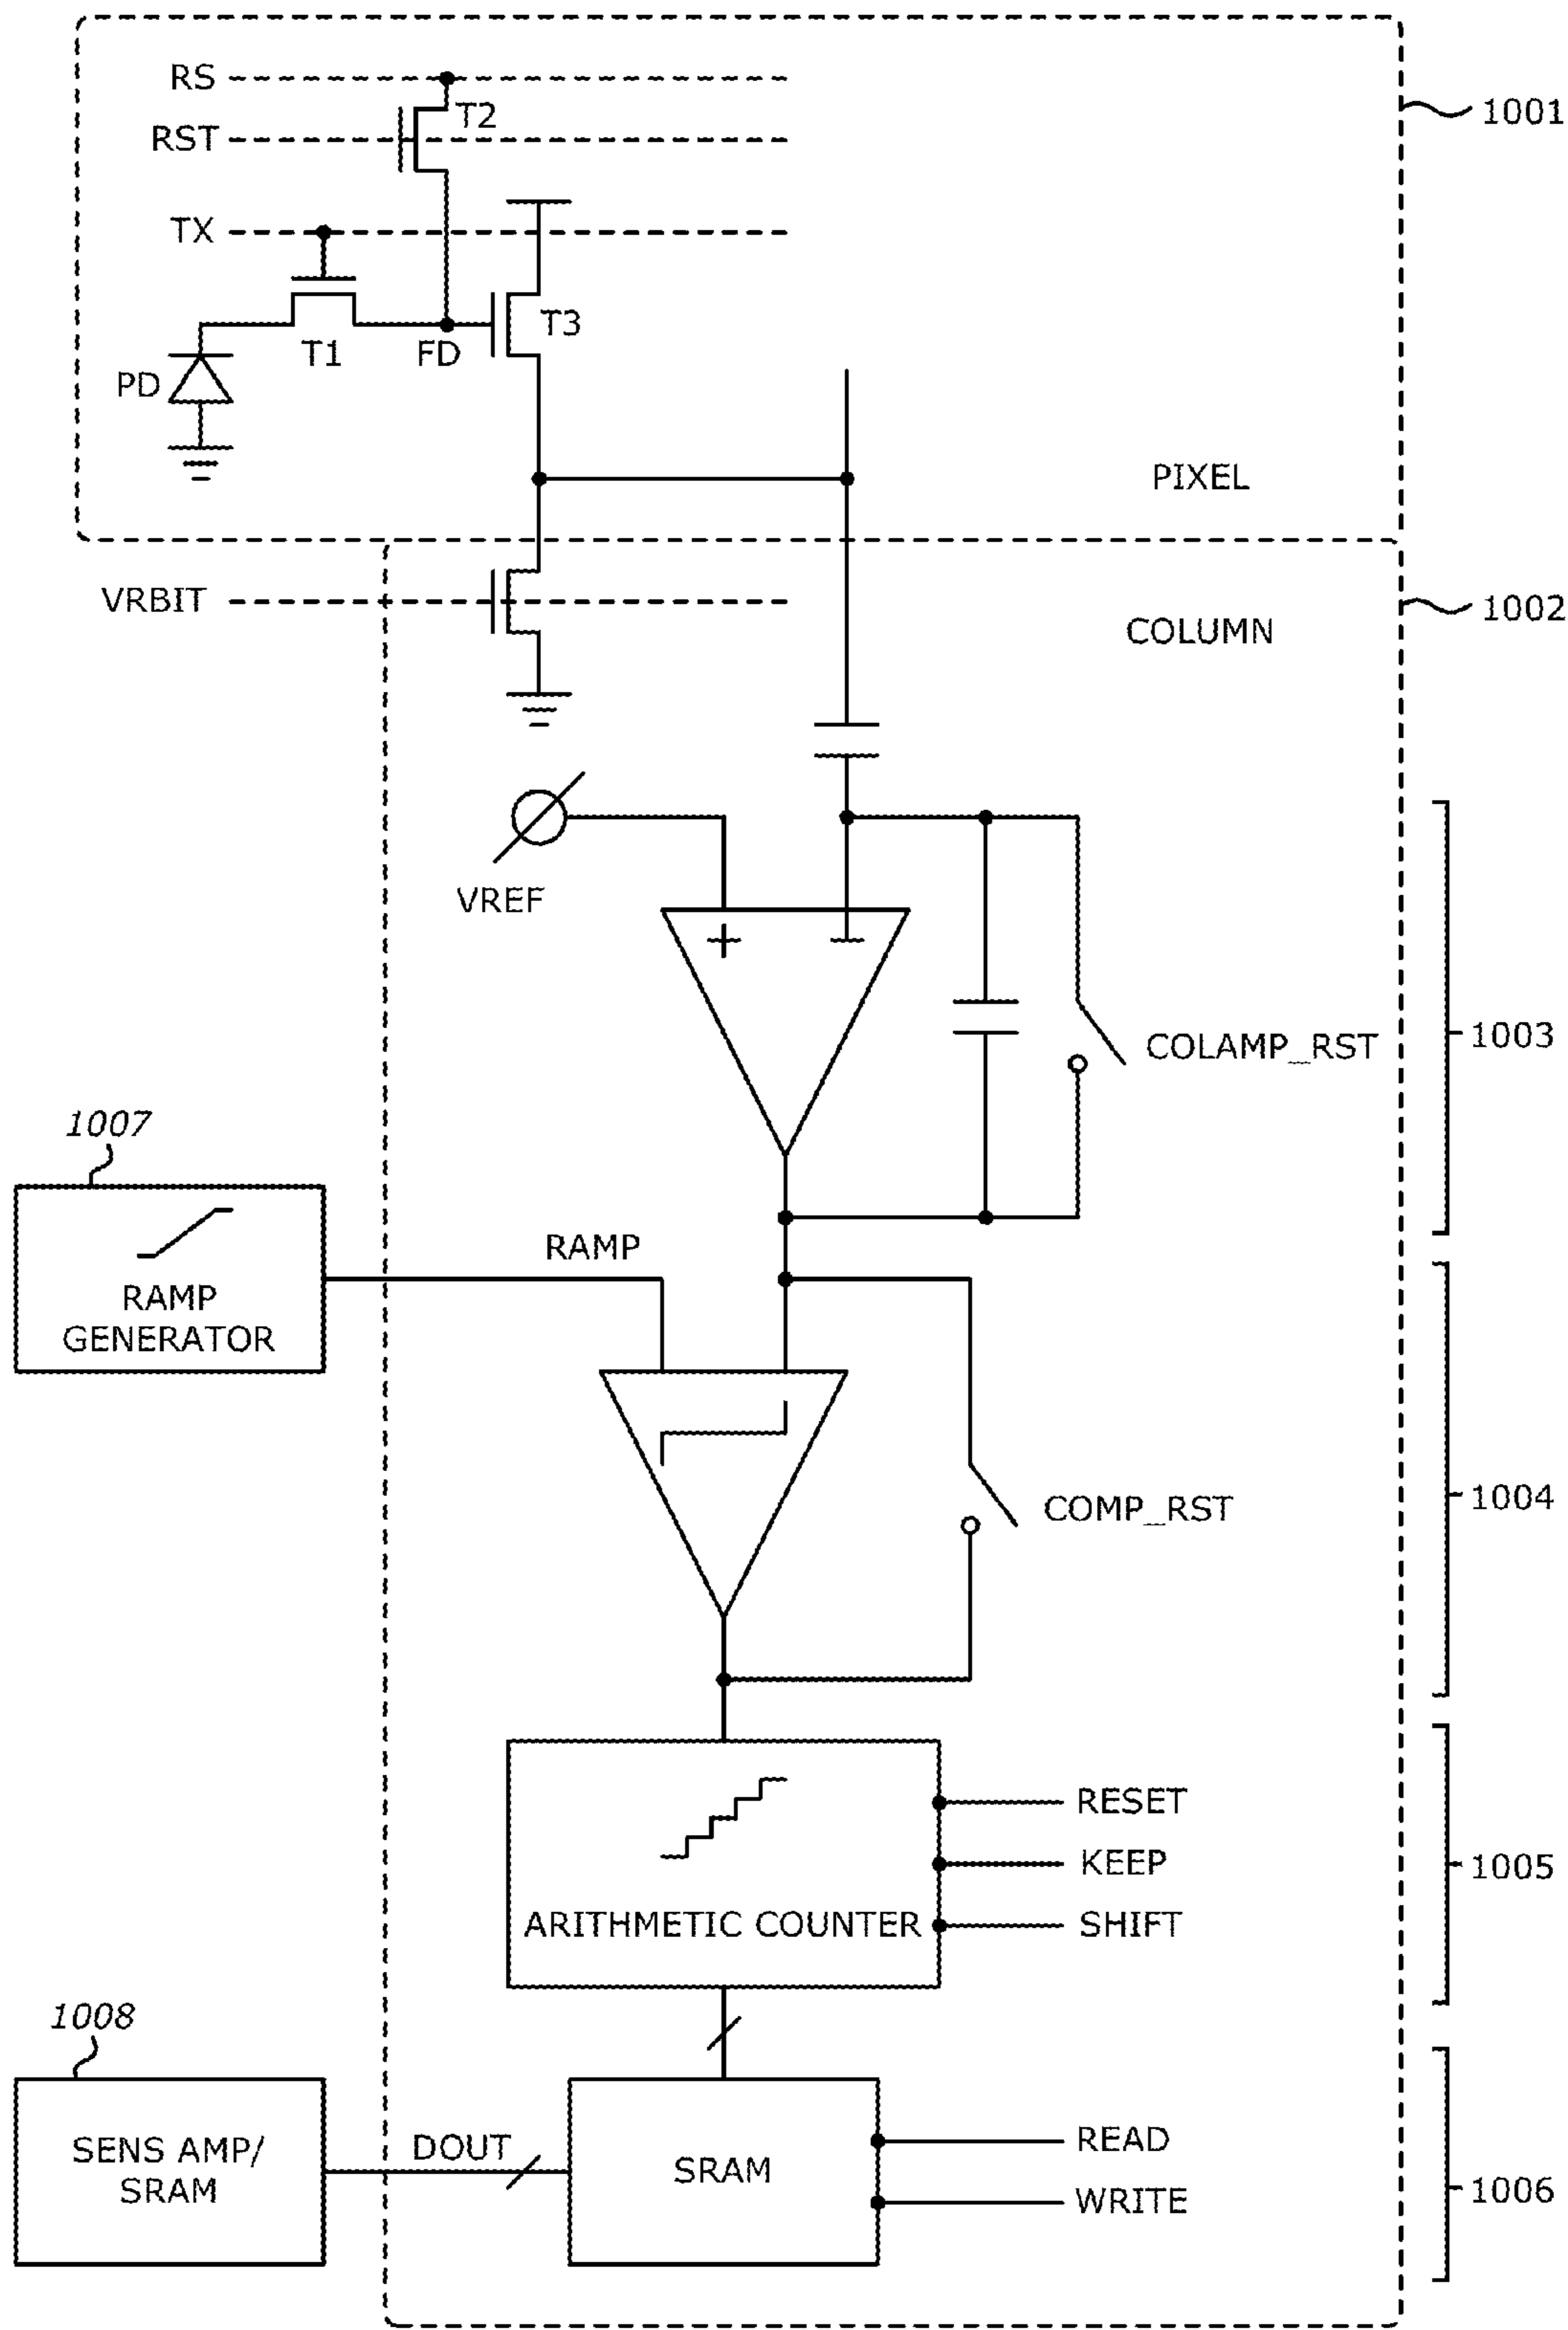 RS
T2
1001
RST
TX
T3
T1
FD
PD
PIXEL
VRBIT
1002
COLUMN
VREF
+
1003
COLAMP_RST
1007
RAMP
RAMP
GENERATOR
1004
COMP_RST
RESET
KEEP
1005
ARITHMETIC COUNTER
SHIFT
1008
SENS AMP/
SRAM
DOUT
SRAM
READ
WRITE
1006